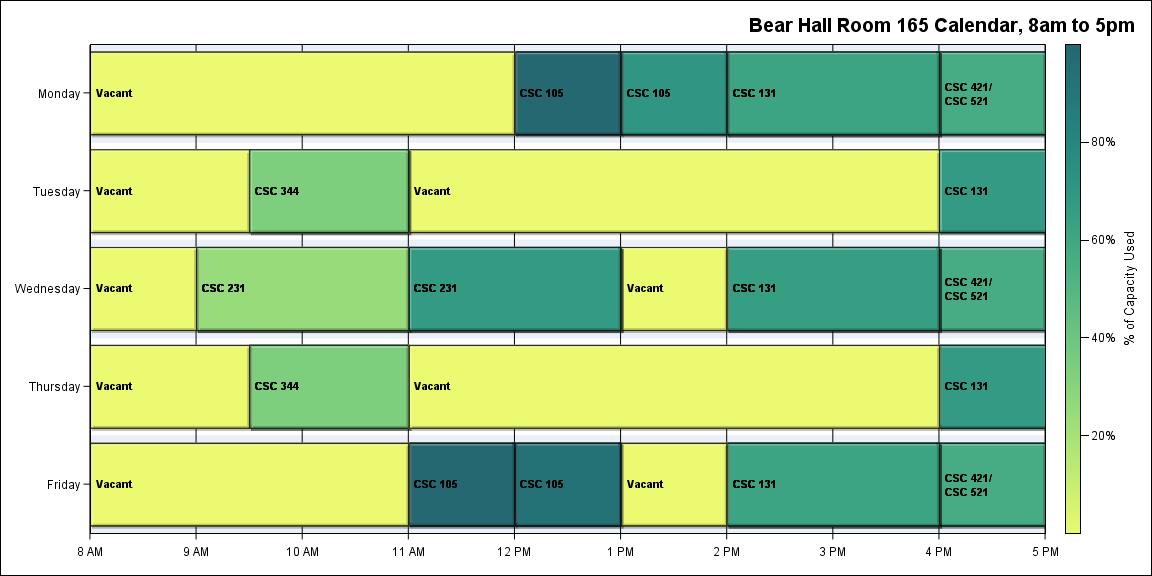 Bear Hall Room 165 Calendar, 8am to 5pm
Monday
Vacant
CSC 105
CSC 105
CSC 131
CSC 421/
CSC 521
Tuesday
Vacant
CSC 344
Vacant
CSC 131
Wednesday
Vacant
CSC 231
CSC 231
Vacant
CSC 131
CSC 421/
CSC 521
Thursday
Vacant
CSC 344
Vacant
CSC 131
Friday
Vacant
CSC 105
CSC 105
Vacant
CSC 131
CSC 421/
CSC 521
8 AM
9 AM
10 AM
11 AM
12 PM
1 PM
2 PM
3 PM
4 PM
5 PM
80%
60%
40%
20%
% of Capacity Used